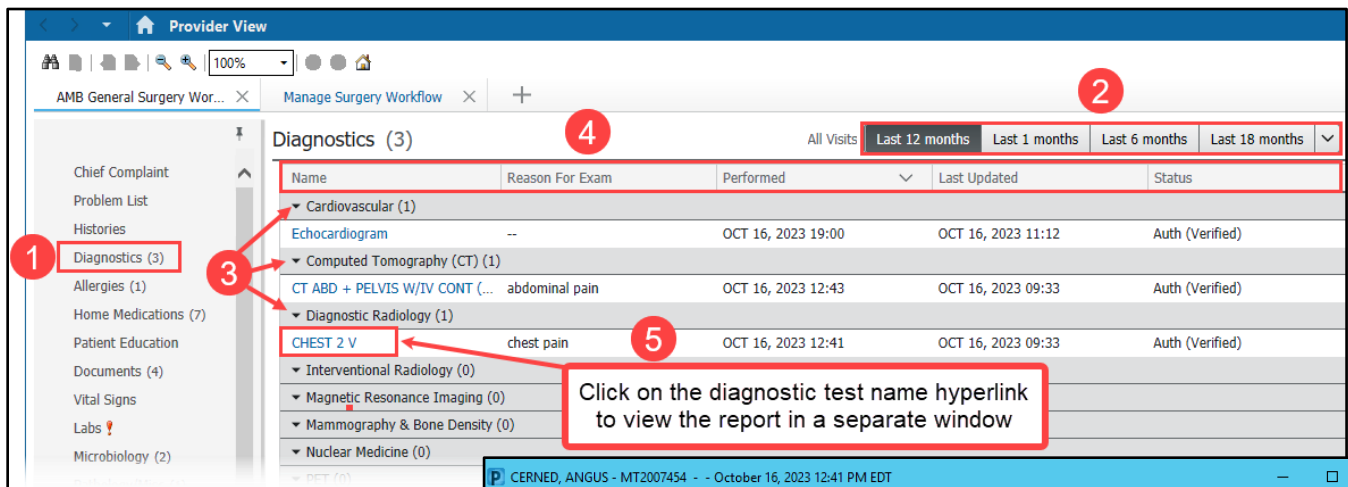 Provider View
100%
AMB General Surgery Wor...
Manage Surgery Workflow
2
Diagnostics (3)
4
All Visits Last 12 months Last 1 months Last 6 months Last 18 months
Chief Complaint
Problem List
Histories
1
Diagnostics (3)
Allergies (1)
Home Medications (7)
Patient Education
Documents (4)
Vital Signs
Labs
Microbiology (2)
Name Reason For Exam Performed Last Updated Status
3
Cardiovascular (1)
Echocardiogram -- OCT 16, 2023 19:00 OCT 16, 2023 11:12 Auth (Verified)
Computed Tomography (CT) (1)
CT ABD + PELVIS W/IV CONT (... abdominal pain OCT 16, 2023 12:43 OCT 16, 2023 09:33 Auth (Verified)
Diagnostic Radiology (1)
CHEST 2 V chest pain OCT 16, 2023 12:41 OCT 16, 2023 09:33 Auth (Verified)
5
Interventional Radiology (0)
Magnetic Resonance Imaging (0)
Mammography & Bone Density (0)
Nuclear Medicine (0)
PET (0)
Click on the diagnostic test name hyperlink
to view the report in a separate window
P CERNED, ANGUS - MT2007454 - - October 16, 2023 12:41 PM EDT